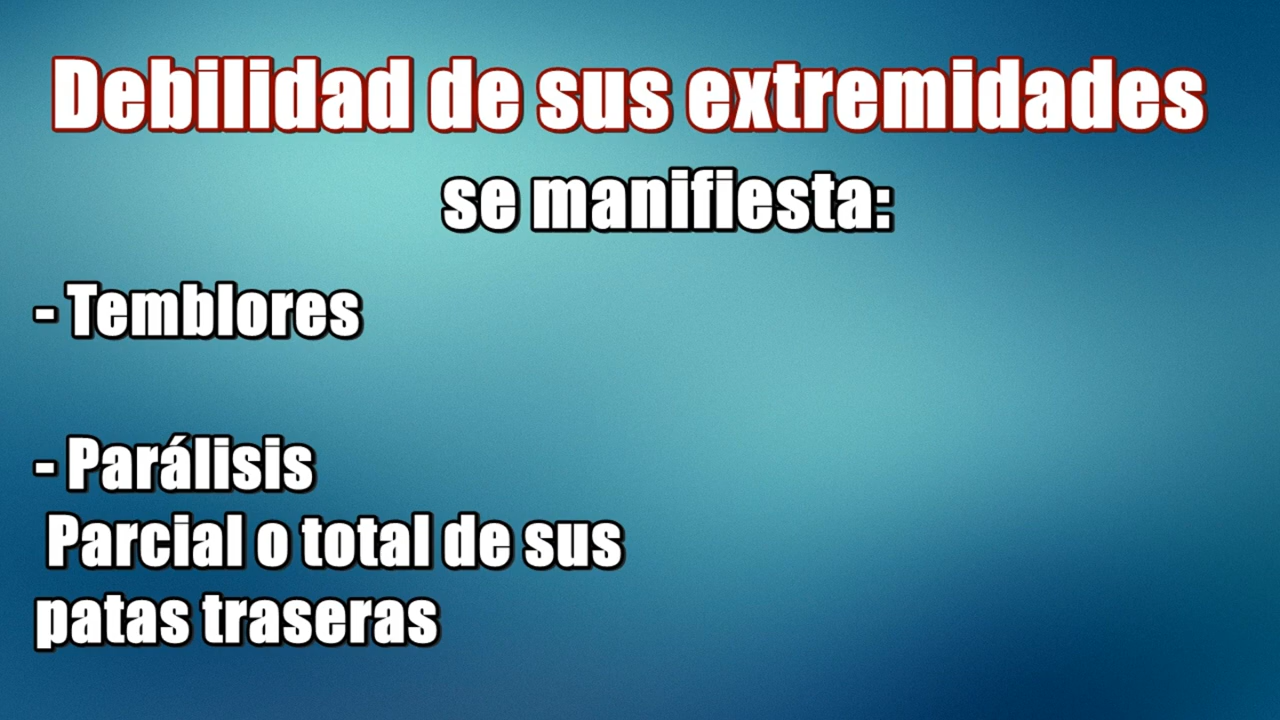 Debilidad de sus extremidades
se manifiesta:
- Temblores
- Parálisis
Parcial o total de sus
patas traseras